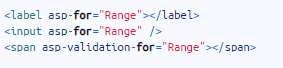 <label asp-for="Range"></label>
<input asp-for="Range" />
<span asp-validation-for="Range"></span>